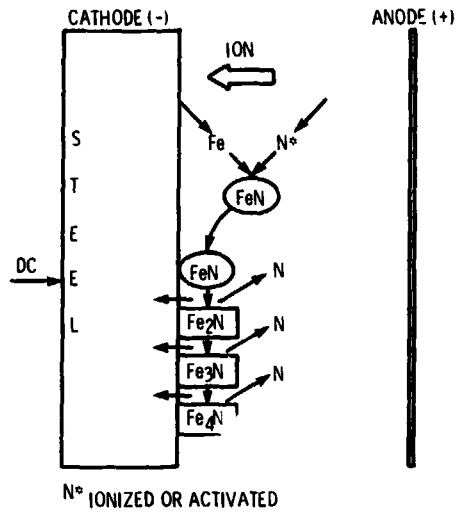 CATHODE (-) ANODE (+)
ION
Fe N*
FeN
FeN N
Fe2N N
Fe3N N
Fe4N
DC
S
T
E
E
L
N* IONIZED OR ACTIVATED